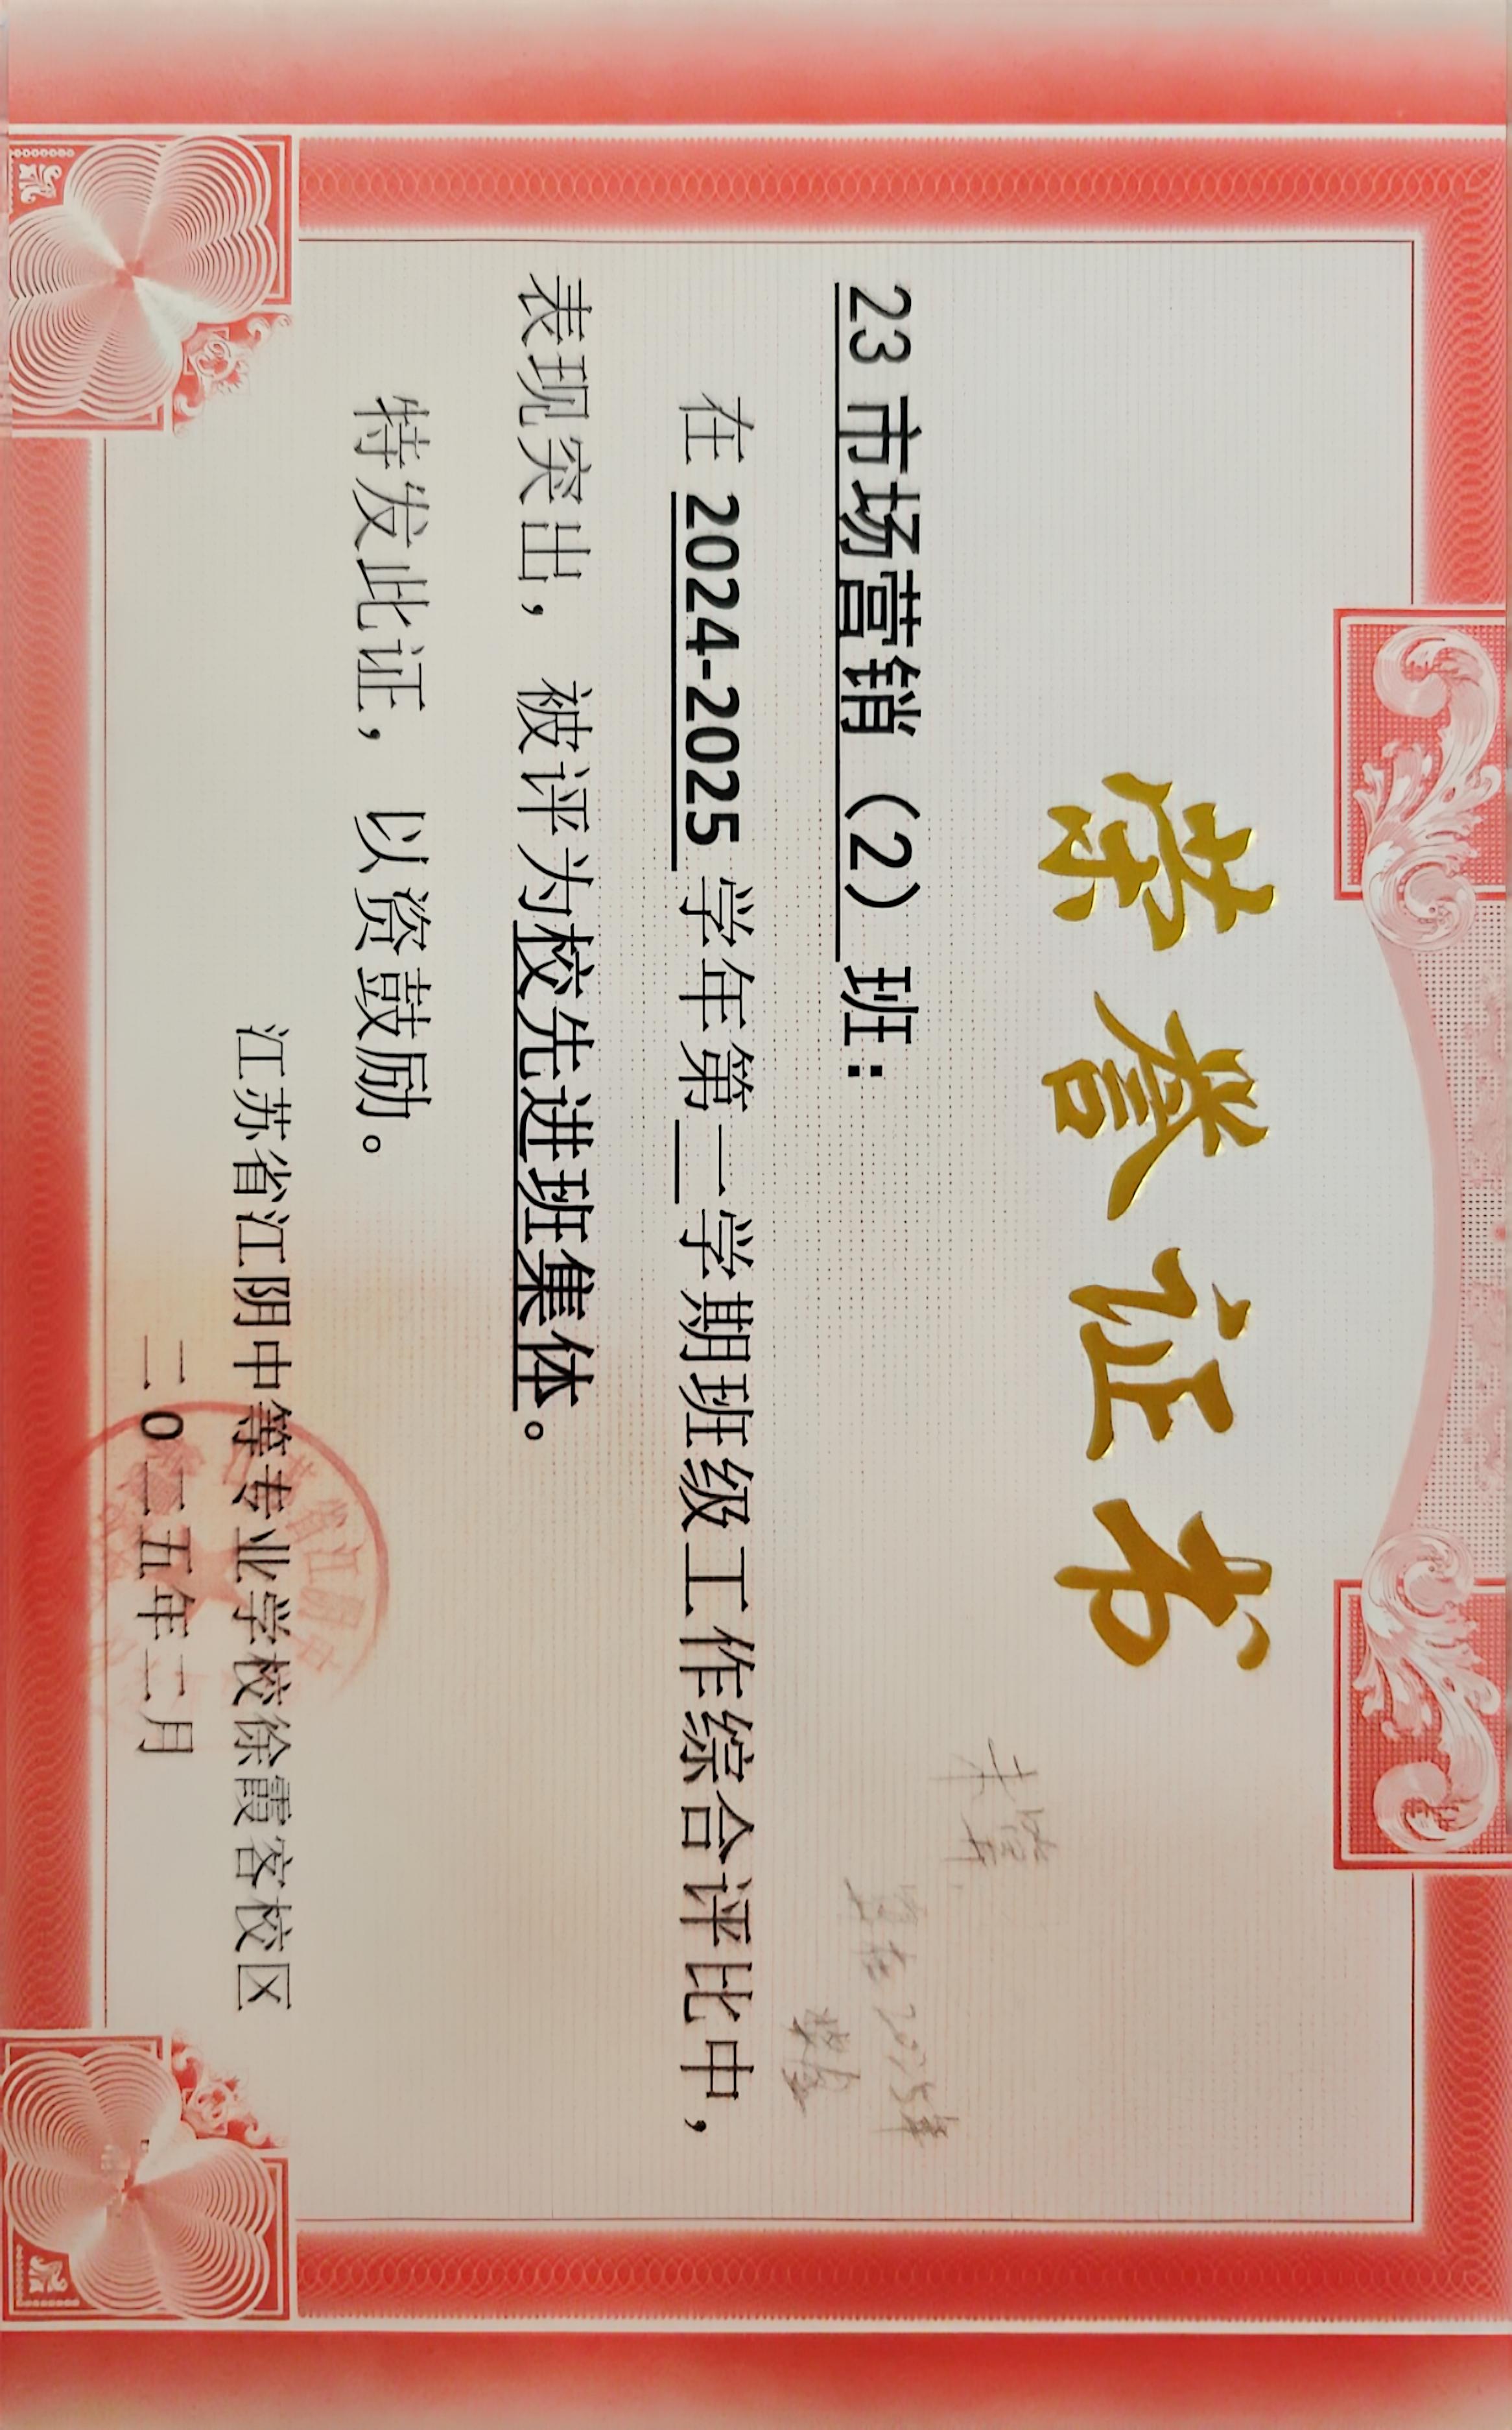 荣誉证书
23 市场营销（2）班：
在 2024-2025 学年第一学期班级工作综合评比中，
表现突出，被评为校先进班集体。
特发此证，以资鼓励。
江苏省江阴中等专业学校徐霞客校区
二0二五年二月